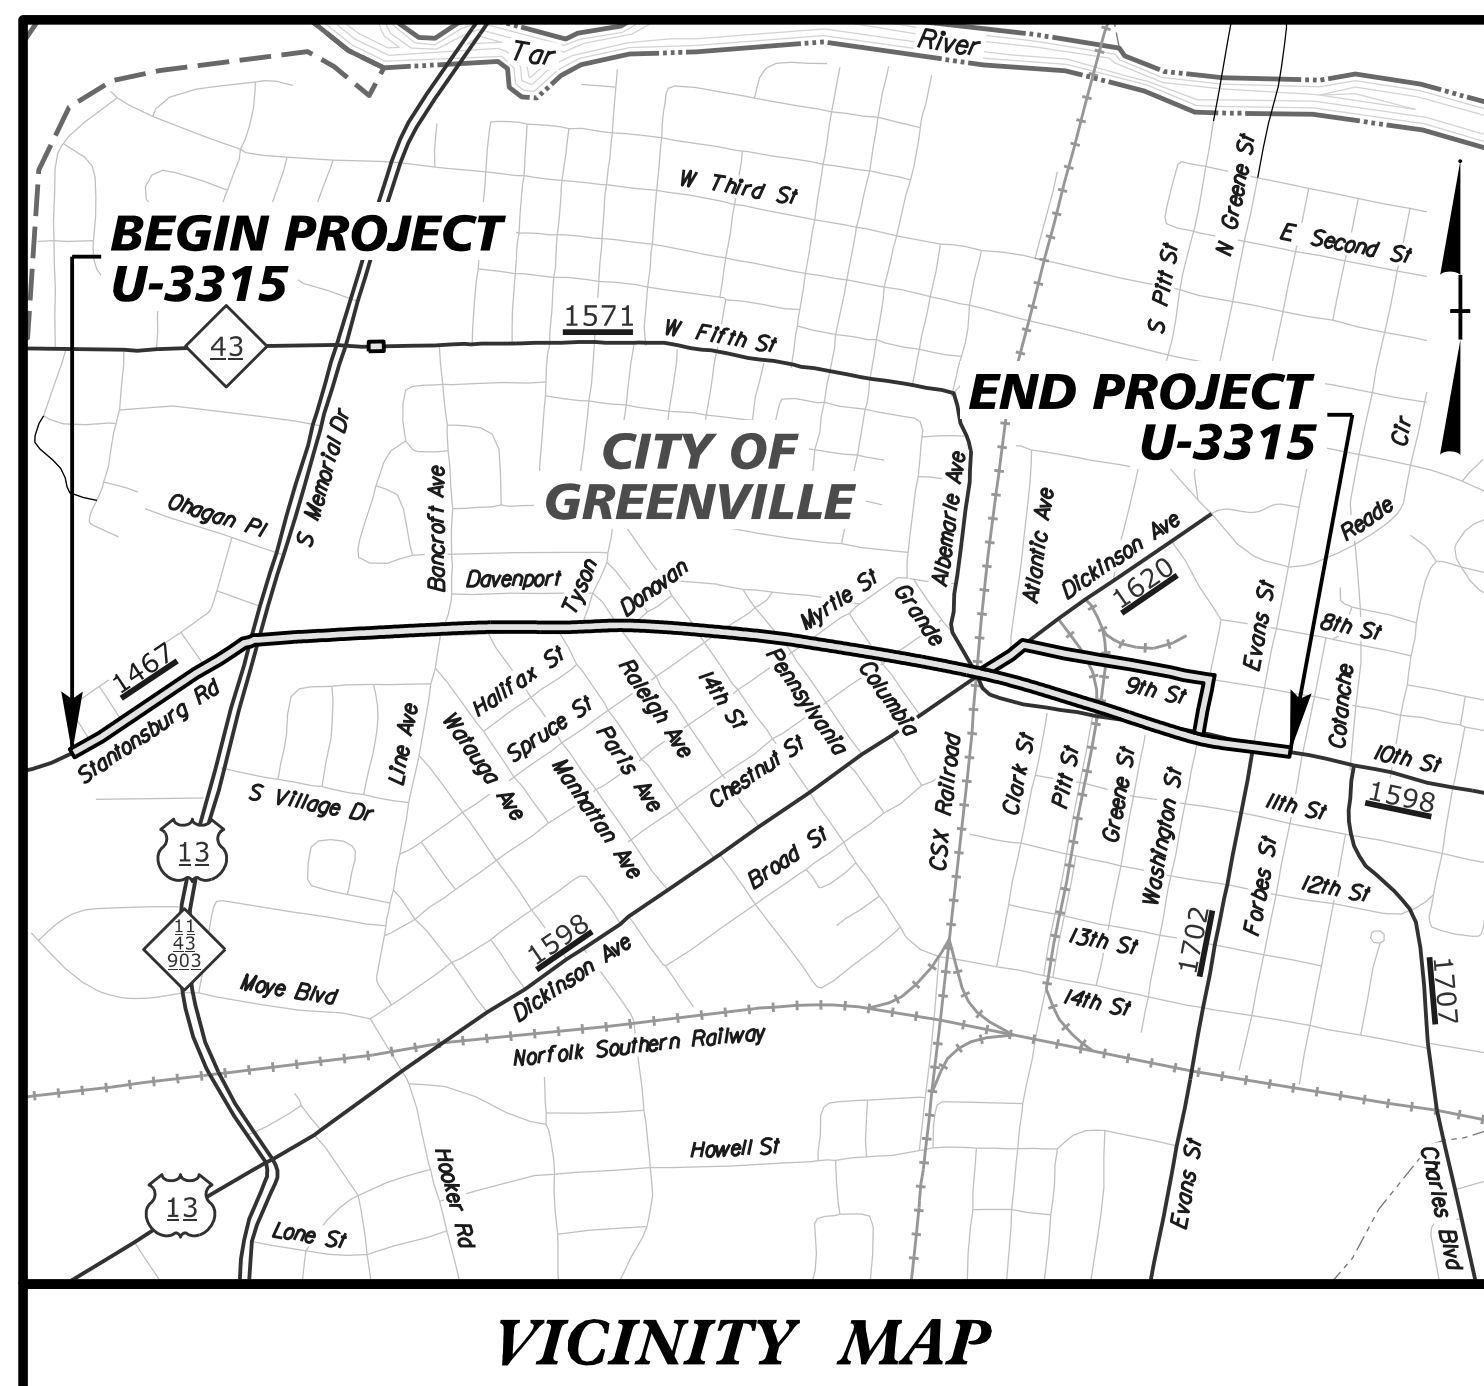 Tar
River
W Third St
N Greene St
E Second St
BEGIN PROJECT
U-3315
S Pitt St
43
1571
W Fifth St
END PROJECT
U-3315
Cir
S Memorial Dr
CITY OF
GREENVILLE
Ohagan Pl
Bancroft Ave
Albemarle Ave
Atlantic Ave
Dickinson Ave
1620
Reade
Davenport
Tyson
Donovan
Myrtle St
Grande
Evans St
8th St
1467
Stantonsburg Rd
Halifax St
Raleigh Ave
14th St
Pennsylvania
Columbia
9th St
Cotanche
Line Ave
Watauga Ave
Spruce St
Paris Ave
Manhattan Ave
Chestnut St
CSX Railroad
Clark St
Pitt St
Greene St
Washington St
10th St
1598
11th St
S Village Dr
13
Broad St
Forbes St
12th St
11
43
903
1598
Dickinson Ave
13th St
1702
1707
Moye Blvd
14th St
Norfolk Southern Railway
Howell St
Hooker Rd
Evans St
Charles Blvd
13
Lone St
VICINITY MAP